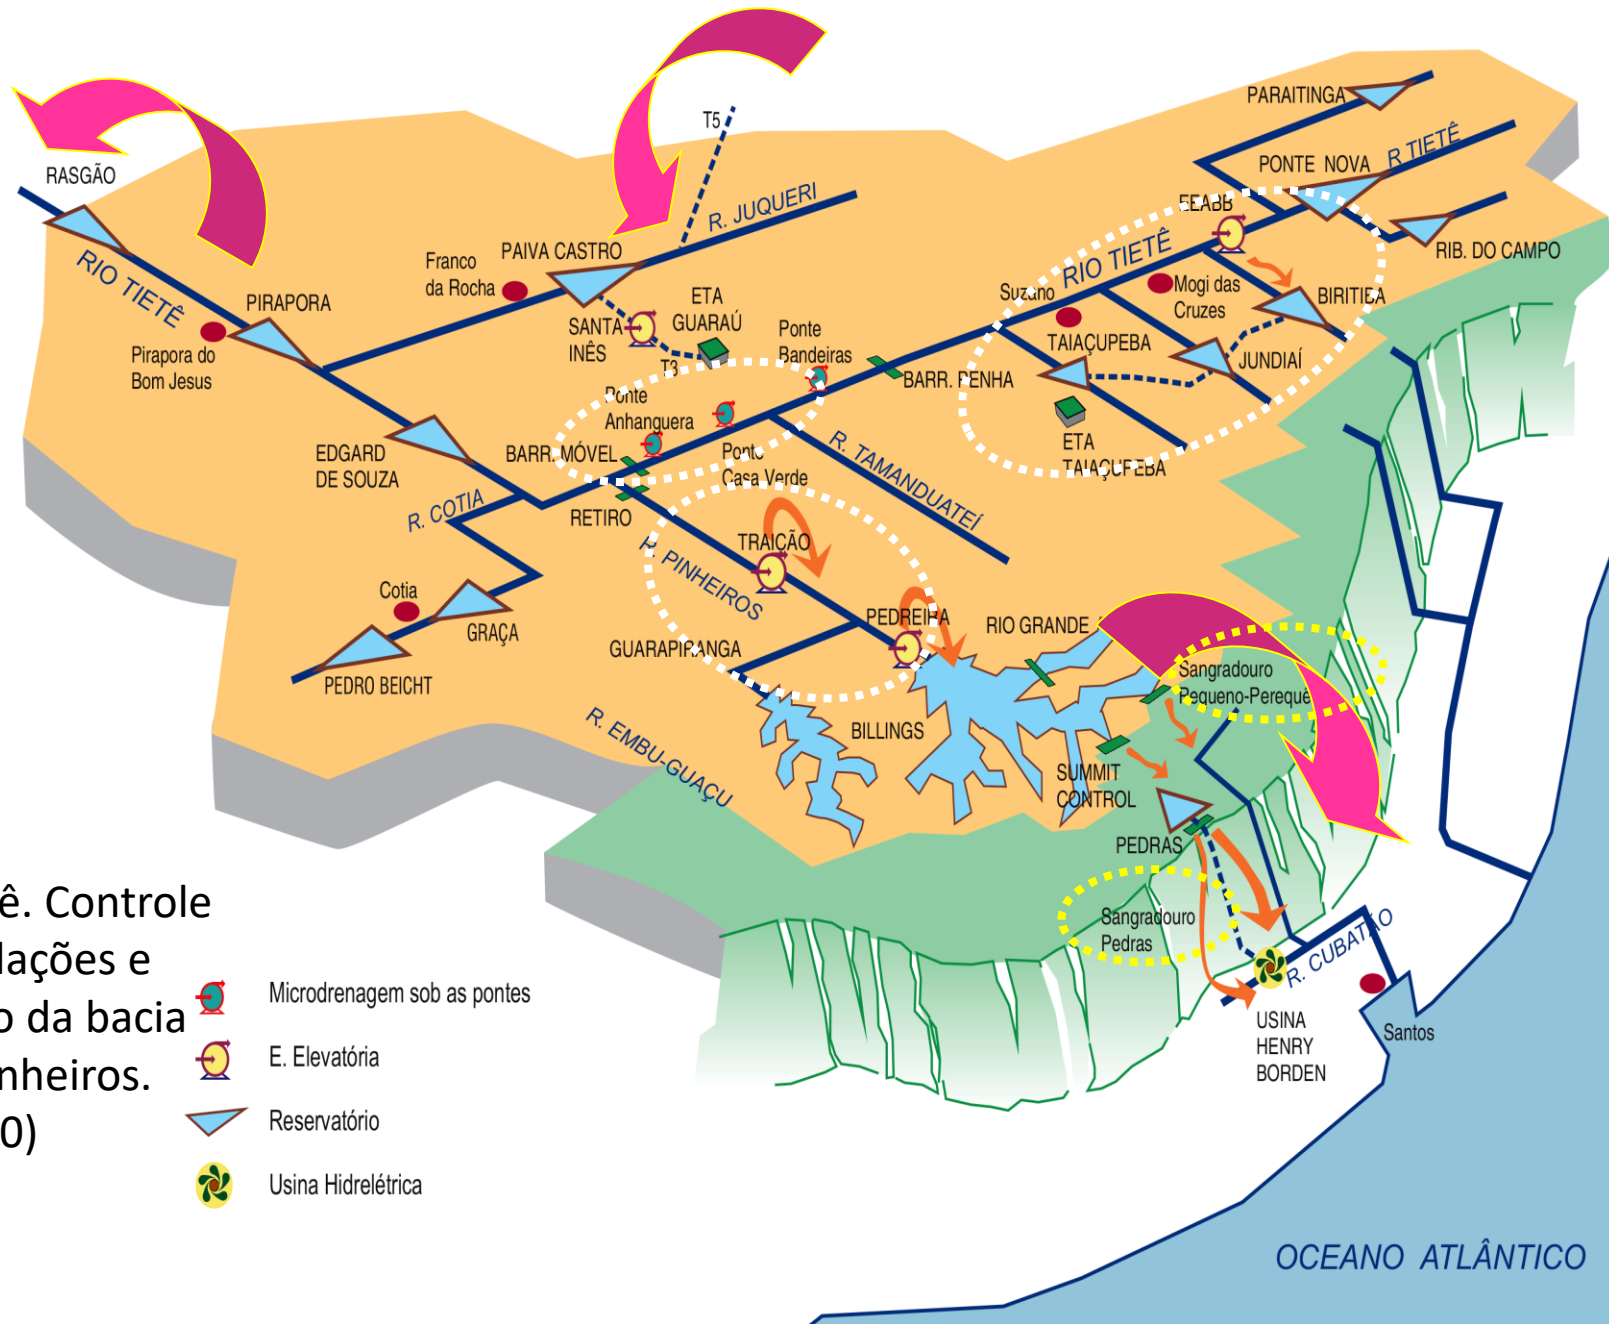 PARAITINGA
T5
R TIETÊ
PONTE NOVA
RASGÃO
R. JUQUERI
EEABB
RIB. DO CAMPO
PAIVA CASTRO
Franco
da Rocha
RIO TIETÊ
RIO TIETÊ
Mogi das
Cruzes
BIRITIBA
Suzano
PIRAPORA
ETA
GUARAÚ
SANTA
INÊS
Ponte
Bandeiras
TAIAÇUPEBA
JUNDIAÍ
Pirapora do
Bom Jesus
T3
BARR. PENHA
Ponte
Anhanguera
ETA
TAIAÇUPEBA
EDGARD
DE SOUZA
BARR. MÓVEL
Ponte
Casa Verde
R. TAMANDUATEÍ
R. COTIA
RETIRO
TRAIÇÃO
R. PINHEIROS
Cotia
GRAÇA
PEDREIRA
RIO GRANDE
GUARAPIRANGA
PEDRO BEICHT
Sangradouro
Pequeno-Perequê
R. EMBU-GUAÇU
BILLINGS
SUMMIT
CONTROL
PEDRAS
Sangradouro
Pedras
R. CUBATÃO
USINA
HENRY
BORDEN
Santos
ê. Controle
lações e
o da bacia
nheiros.
0)
Microdrenagem sob as pontes
E. Elevatória
Reservatório
Usina Hidrelétrica
OCEANO ATLÂNTICO